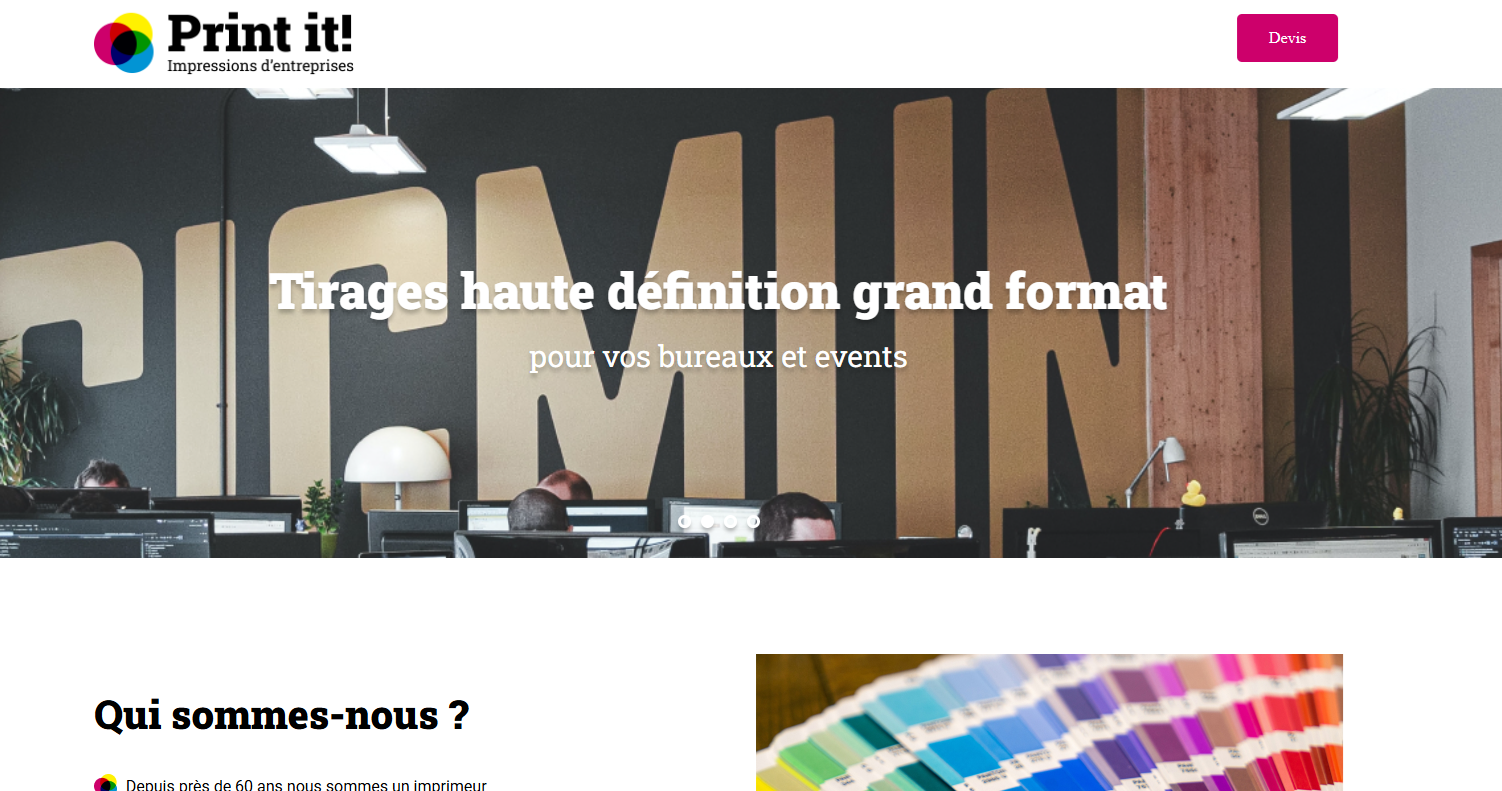 Print it!
Impressions d'entreprises
Devis
Tirages haute définition grand format
pour vos bureaux et events
Qui sommes-nous ?
Depuis près de 60 ans nous sommes un imprimeur